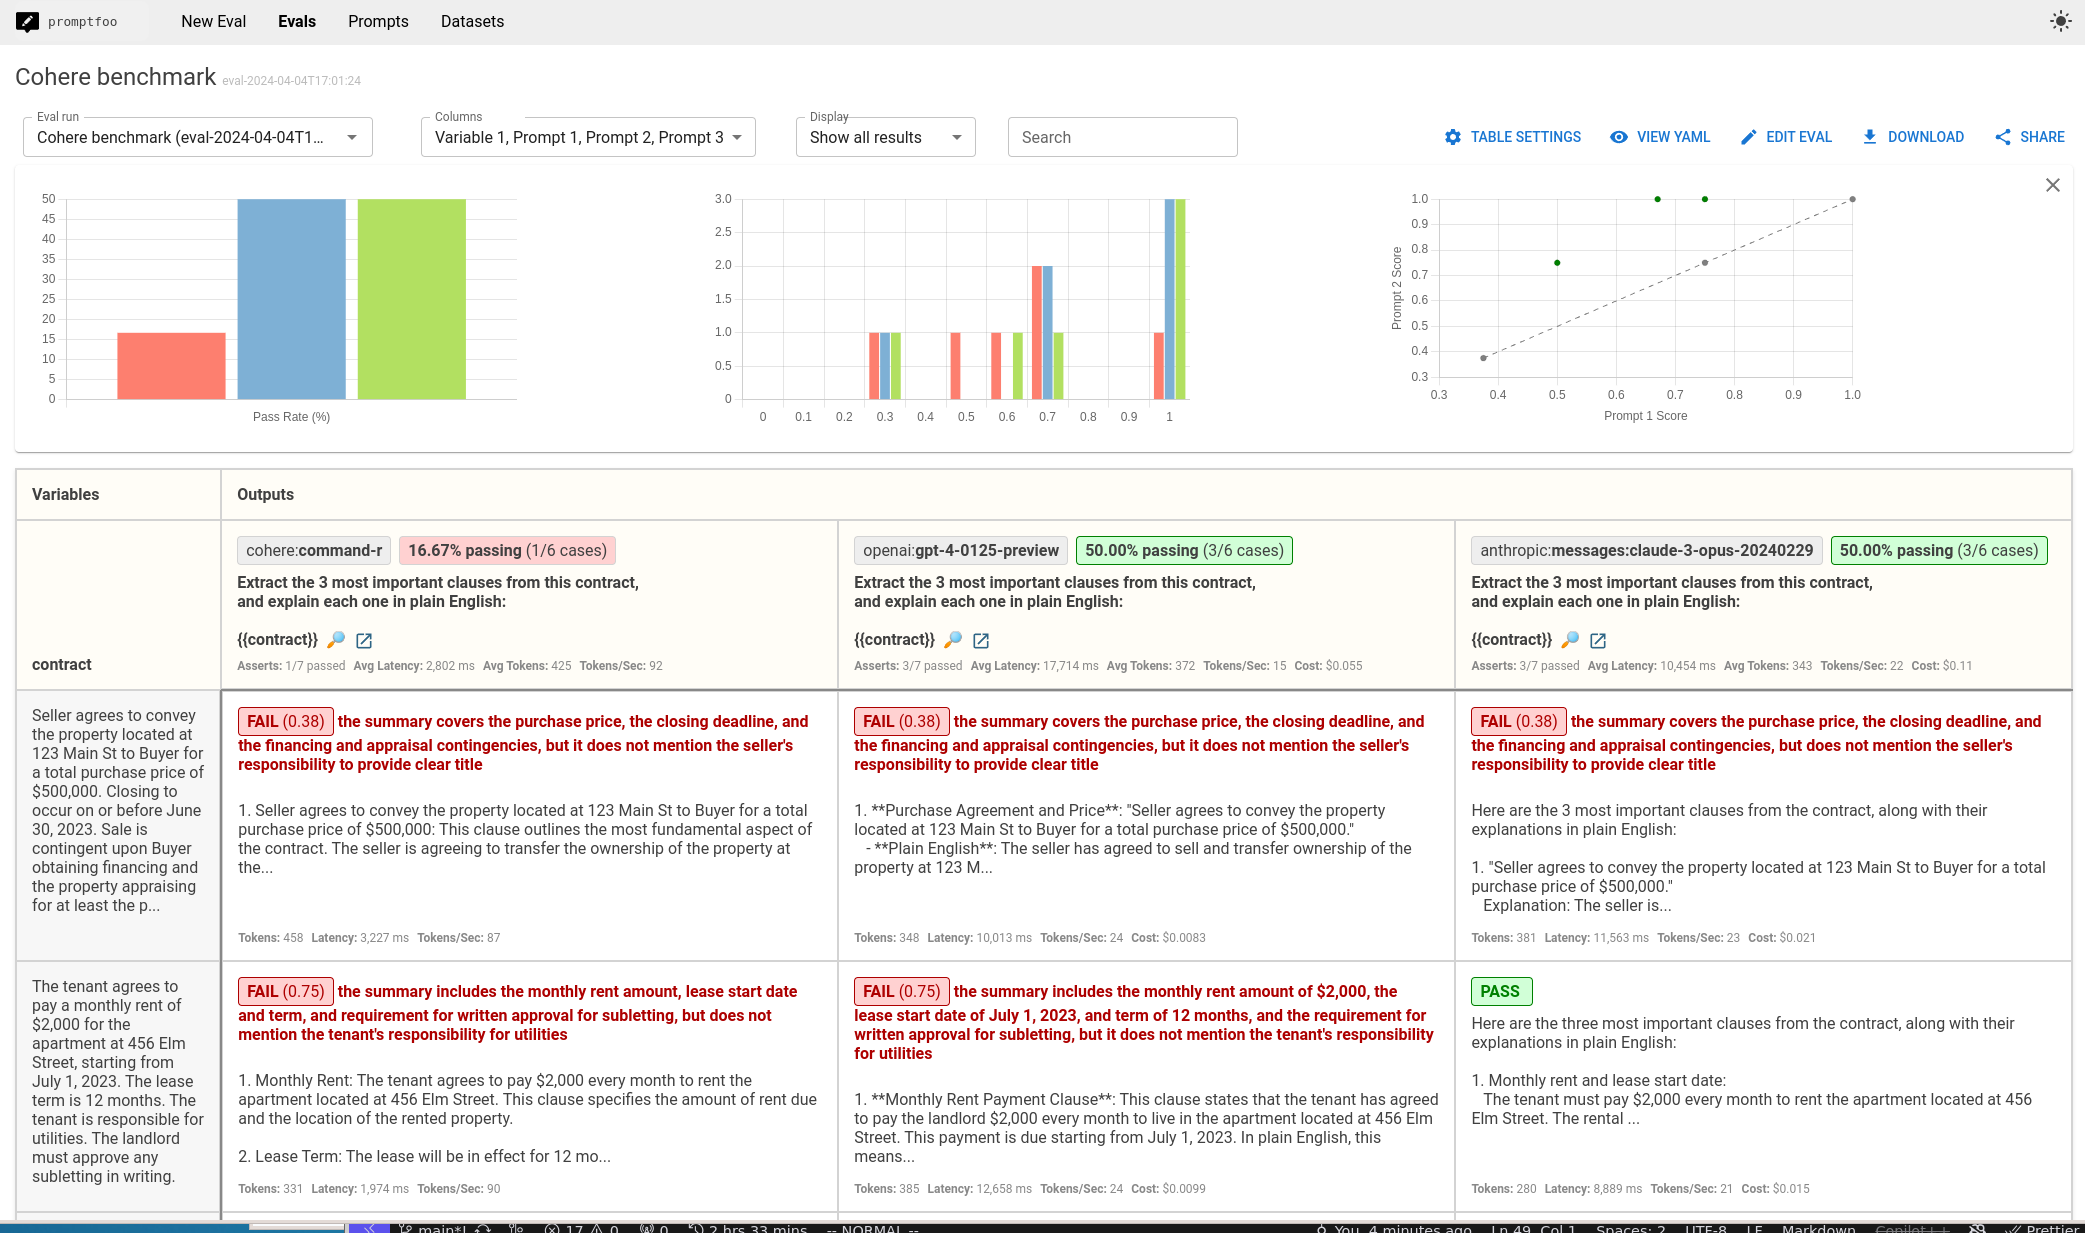 promptfoo
New Eval
Evals
Prompts
Datasets
Cohere benchmark eval-2024-04-04T17:01:24
Eval run
Cohere benchmark (eval-2024-04-04T1...
Columns
Variable 1, Prompt 1, Prompt 2, Prompt 3
Display
Show all results
Search
TABLE SETTINGS
VIEW YAML
EDIT EVAL
DOWNLOAD
SHARE
50
45
40
35
30
25
20
15
10
5
0
Pass Rate (%)
3.0
2.5
2.0
1.5
1.0
0.5
0
0 0.1 0.2 0.3 0.4 0.5 0.6 0.7 0.8 0.9 1
Prompt 2 Score
1.0
0.9
0.8
0.7
0.6
0.5
0.4
0.3
0.3 0.4 0.5 0.6 0.7 0.8 0.9 1.0
Prompt 1 Score
Variables
Outputs
contract
cohere:command-r 16.67% passing (1/6 cases)
Extract the 3 most important clauses from this contract,
and explain each one in plain English:
{{contract}}
Asserts: 1/7 passed Avg Latency: 2,802 ms Avg Tokens: 425 Tokens/Sec: 92
openai:gpt-4-0125-preview 50.00% passing (3/6 cases)
Extract the 3 most important clauses from this contract,
and explain each one in plain English:
{{contract}}
Asserts: 3/7 passed Avg Latency: 17,714 ms Avg Tokens: 372 Tokens/Sec: 15 Cost: $0.055
anthropic:messages:claude-3-opus-20240229 50.00% passing (3/6 cases)
Extract the 3 most important clauses from this contract,
and explain each one in plain English:
{{contract}}
Asserts: 3/7 passed Avg Latency: 10,454 ms Avg Tokens: 343 Tokens/Sec: 22 Cost: $0.11
Seller agrees to convey
the property located at
123 Main St to Buyer for
a total purchase price of
$500,000. Closing to
occur on or before June
30, 2023. Sale is
contingent upon Buyer
obtaining financing and
the property appraising
for at least the p...
FAIL (0.38) the summary covers the purchase price, the closing deadline, and
the financing and appraisal contingencies, but it does not mention the seller's
responsibility to provide clear title
1. Seller agrees to convey the property located at 123 Main St to Buyer for a total
purchase price of $500,000: This clause outlines the most fundamental aspect of
the contract. The seller is agreeing to transfer the ownership of the property at
the...
Tokens: 458 Latency: 3,227 ms Tokens/Sec: 87
FAIL (0.38) the summary covers the purchase price, the closing deadline, and
the financing and appraisal contingencies, but it does not mention the seller's
responsibility to provide clear title
1. **Purchase Agreement and Price**: "Seller agrees to convey the property
located at 123 Main St to Buyer for a total purchase price of $500,000."
- **Plain English**: The seller has agreed to sell and transfer ownership of the
property at 123 M...
Tokens: 348 Latency: 10,013 ms Tokens/Sec: 24 Cost: $0.0083
FAIL (0.38) the summary covers the purchase price, the closing deadline, and
the financing and appraisal contingencies, but does not mention the seller's
responsibility to provide clear title
Here are the 3 most important clauses from the contract, along with their
explanations in plain English:
1. "Seller agrees to convey the property located at 123 Main St to Buyer for a total
purchase price of $500,000."
Explanation: The seller is...
Tokens: 381 Latency: 11,563 ms Tokens/Sec: 23 Cost: $0.021
The tenant agrees to
pay a monthly rent of
$2,000 for the
apartment at 456 Elm
Street, starting from
July 1, 2023. The lease
term is 12 months. The
tenant is responsible for
utilities. The landlord
must approve any
subletting in writing.
FAIL (0.75) the summary includes the monthly rent amount, lease start date
and term, and requirement for written approval for subletting, but does not
mention the tenant's responsibility for utilities
1. Monthly Rent: The tenant agrees to pay $2,000 every month to rent the
apartment located at 456 Elm Street. This clause specifies the amount of rent due
and the location of the rented property.
2. Lease Term: The lease will be in effect for 12 mo...
Tokens: 331 Latency: 1,974 ms Tokens/Sec: 90
FAIL (0.75) the summary includes the monthly rent amount of $2,000, the
lease start date of July 1, 2023, and term of 12 months, and the requirement for
written approval for subletting, but it does not mention the tenant's responsibility
for utilities
1. **Monthly Rent Payment Clause**: This clause states that the tenant has agreed
to pay the landlord $2,000 every month to live in the apartment located at 456 Elm
Street. This payment is due starting from July 1, 2023. In plain English, this
means...
Tokens: 385 Latency: 12,658 ms Tokens/Sec: 24 Cost: $0.0099
PASS
Here are the three most important clauses from the contract, along with their
explanations in plain English:
1. Monthly rent and lease start date:
The tenant must pay $2,000 every month to rent the apartment located at 456
Elm Street. The rental ...
Tokens: 280 Latency: 8,889 ms Tokens/Sec: 21 Cost: $0.015
17 0 0 2 hrs 33 mins -- NORMAL -- You, 4 minutes ago Ln 49, Col 1 Spaces: 2 UTF-8 LF Markdown Prettier